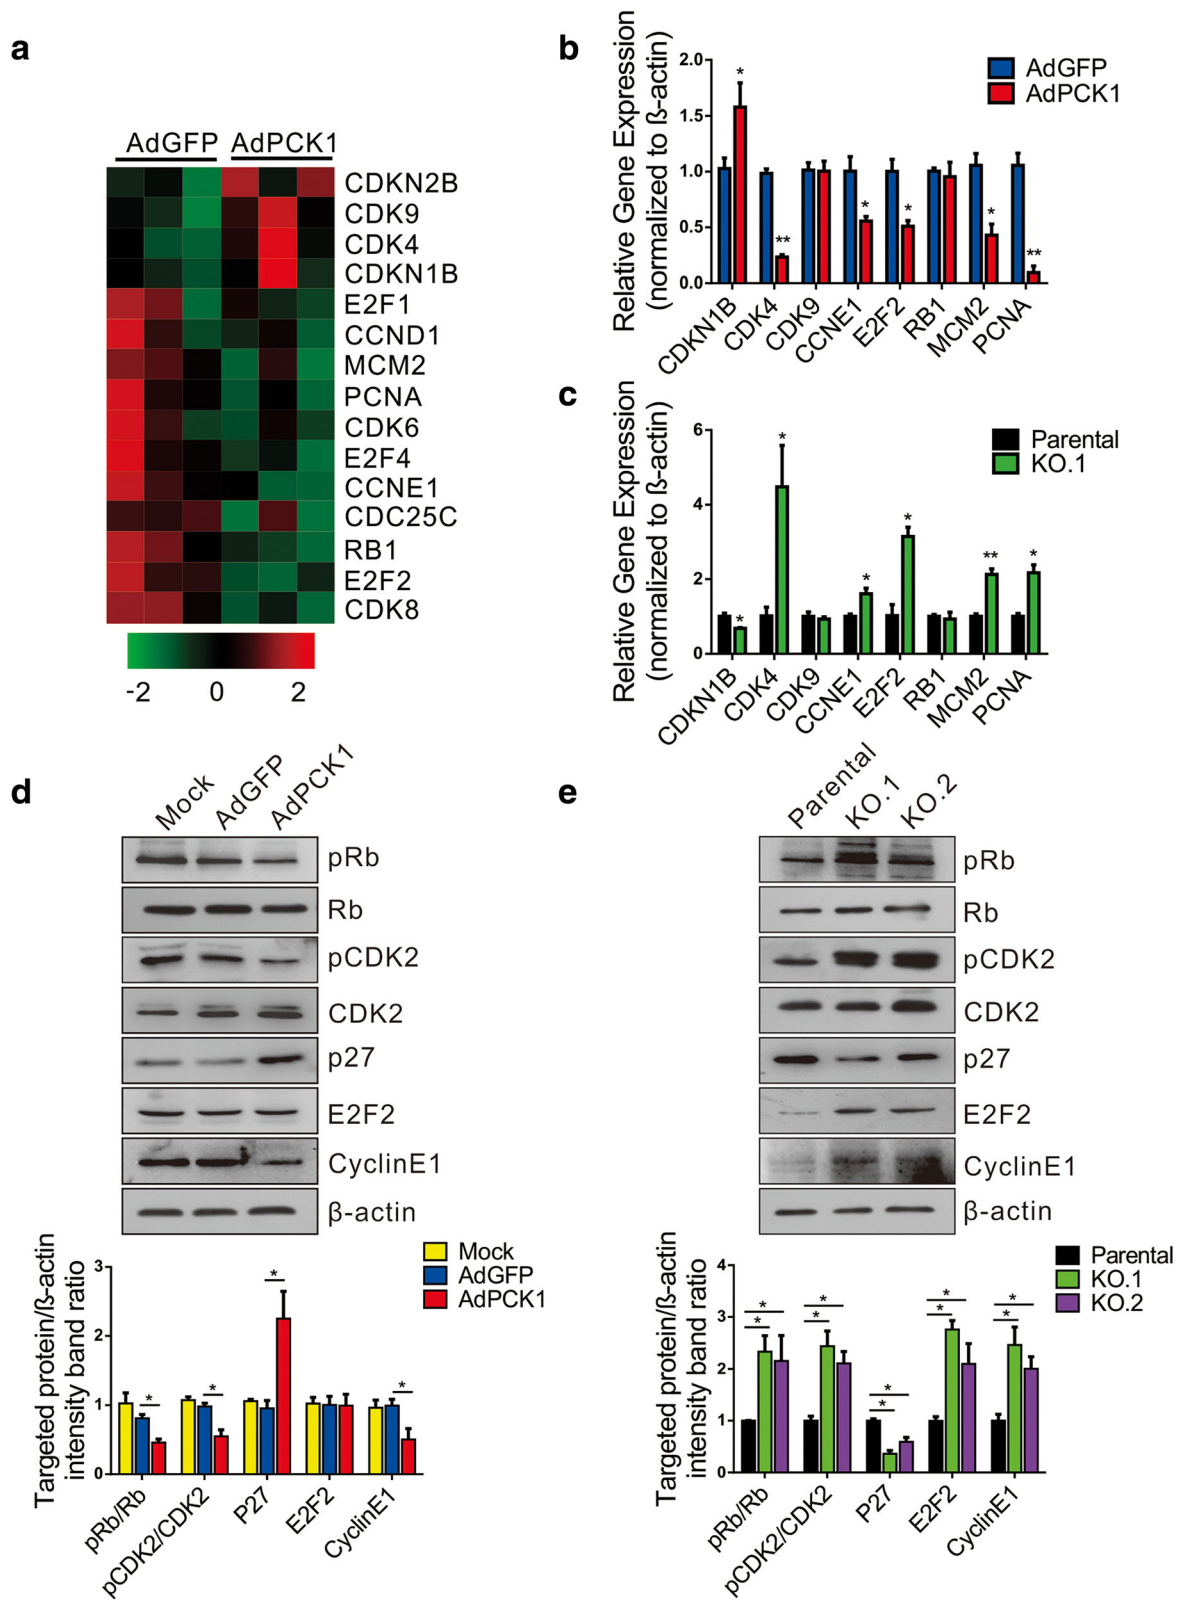 a
AdGFP AdPCK1
CDKN2B
CDK9
CDK4
CDKN1B
E2F1
CCND1
MCM2
PCNA
CDK6
E2F4
CCNE1
CDC25C
RB1
E2F2
CDK8
-2 0 2
b
Relative Gene Expression
(normalized to ß-actin)
2.0
1.5
1.0
0.5
0.0
* ** * * * **
AdGFP
AdPCK1
CDKN1B CDK4 CDK9 CCNE1 E2F2 RB1 MCM2 PCNA
c
Relative Gene Expression
(normalized to ß-actin)
6
4
2
0
* * * * ** *
Parental
KO.1
CDKN1B CDK4 CDK9 CCNE1 E2F2 RB1 MCM2 PCNA
d
Mock AdGFP AdPCK1
pRb
Rb
pCDK2
CDK2
p27
E2F2
CyclinE1
β-actin
Targeted protein/ß-actin
intensity band ratio
3
2
1
0
* * * *
Mock
AdGFP
AdPCK1
pRb/Rb pCDK2/CDK2 P27 E2F2 CyclinE1
e
Parental KO.1 KO.2
pRb
Rb
pCDK2
CDK2
p27
E2F2
CyclinE1
β-actin
Targeted protein/ß-actin
intensity band ratio
4
3
2
1
0
* * * * *
* * * * *
Parental
KO.1
KO.2
pRb/Rb pCDK2/CDK2 P27 E2F2 CyclinE1